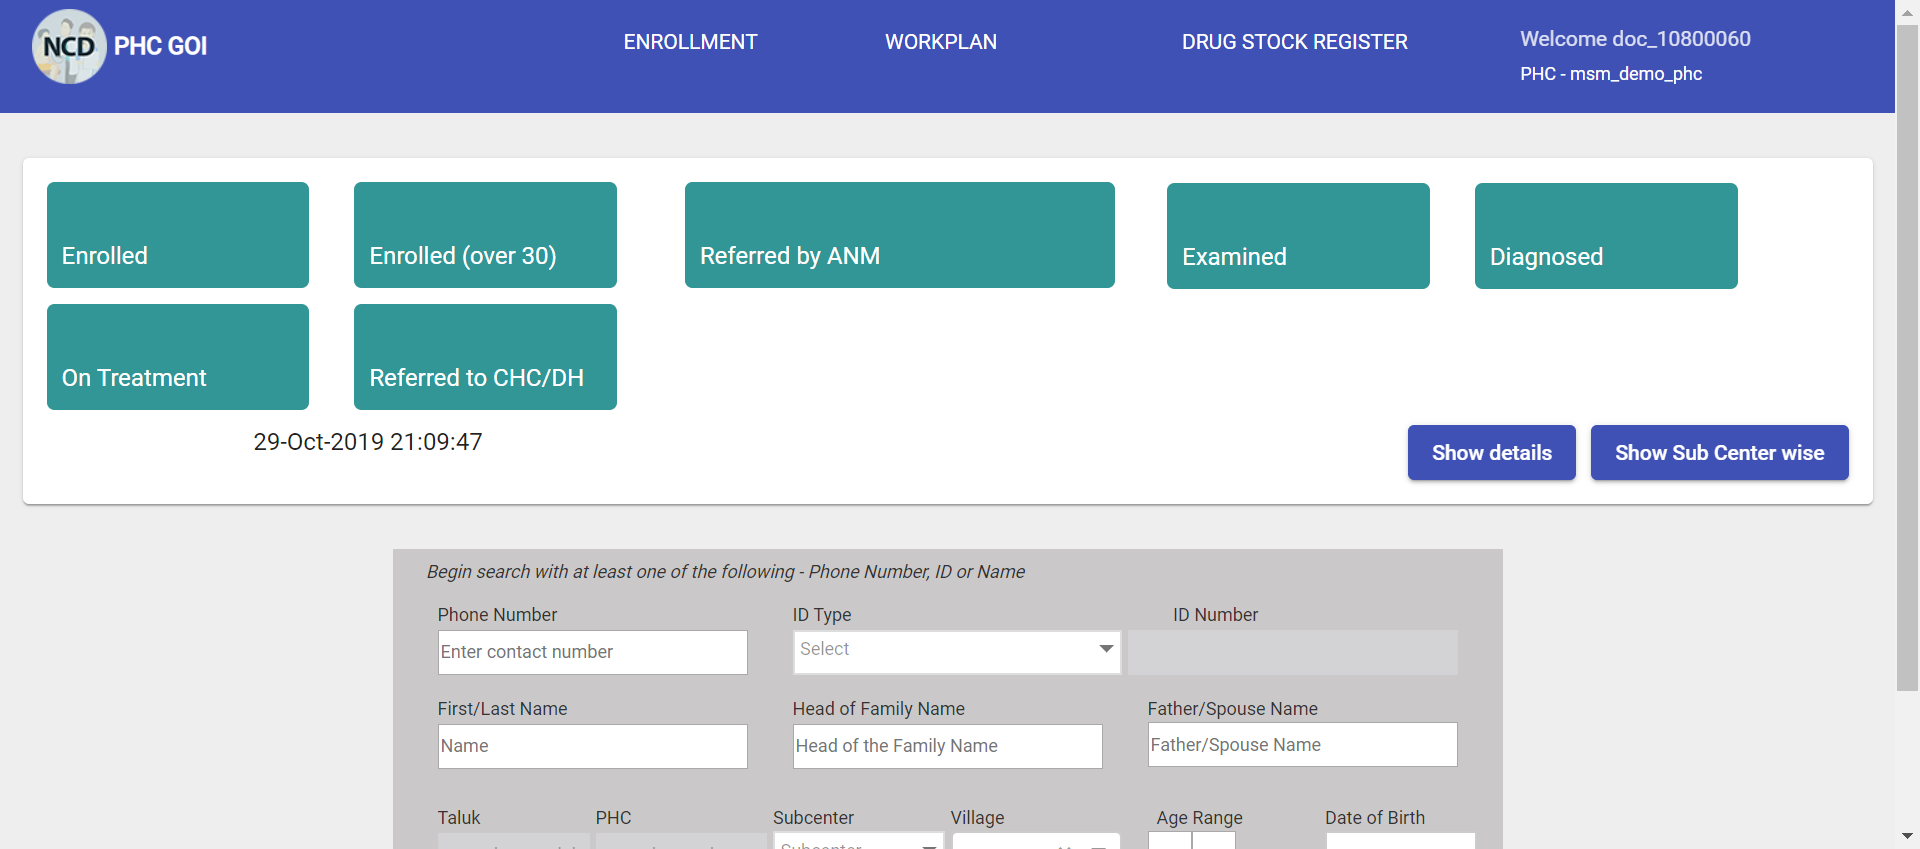 NCD PHC GOI
ENROLLMENT
WORKPLAN
DRUG STOCK REGISTER
Welcome doc_10800060
PHC - msm_demo_phc
Enrolled
Enrolled (over 30)
Referred by ANM
Examined
Diagnosed
On Treatment
Referred to CHC/DH
29-Oct-2019 21:09:47
Show details
Show Sub Center wise
Begin search with at least one of the following - Phone Number, ID or Name
Phone Number
ID Type
ID Number
Enter contact number
Select
First/Last Name
Head of Family Name
Father/Spouse Name
Name
Head of the Family Name
Father/Spouse Name
Taluk
PHC
Subcenter
Village
Age Range
Date of Birth
Subcenter